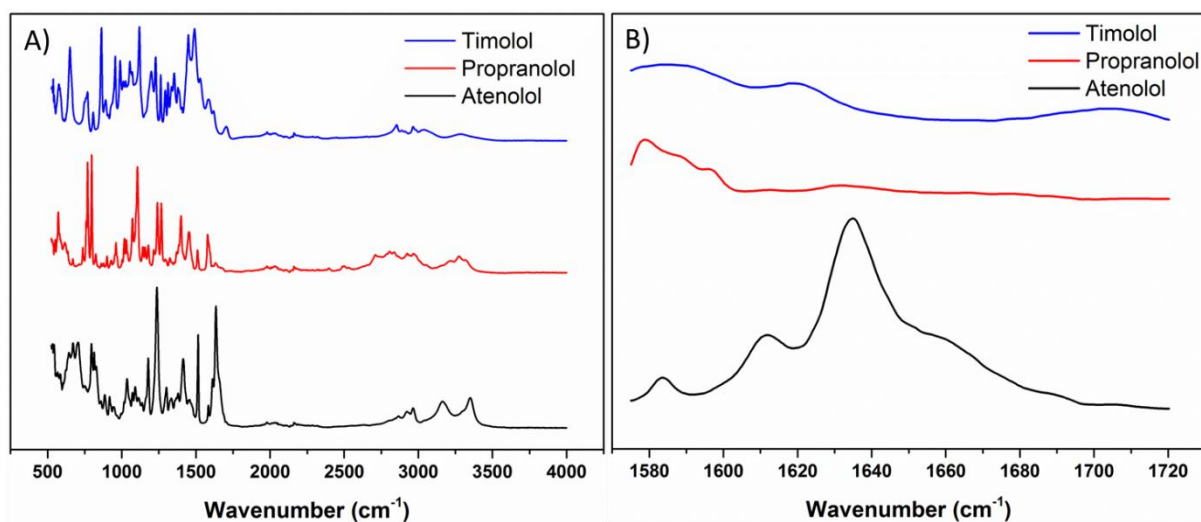 A)
Timolol
Propranolol
Atenolol
500 1000 1500 2000 2500 3000 3500 4000
Wavenumber (cm⁻¹)
B)
Timolol
Propranolol
Atenolol
1580 1600 1620 1640 1660 1680 1700 1720
Wavenumber (cm⁻¹)